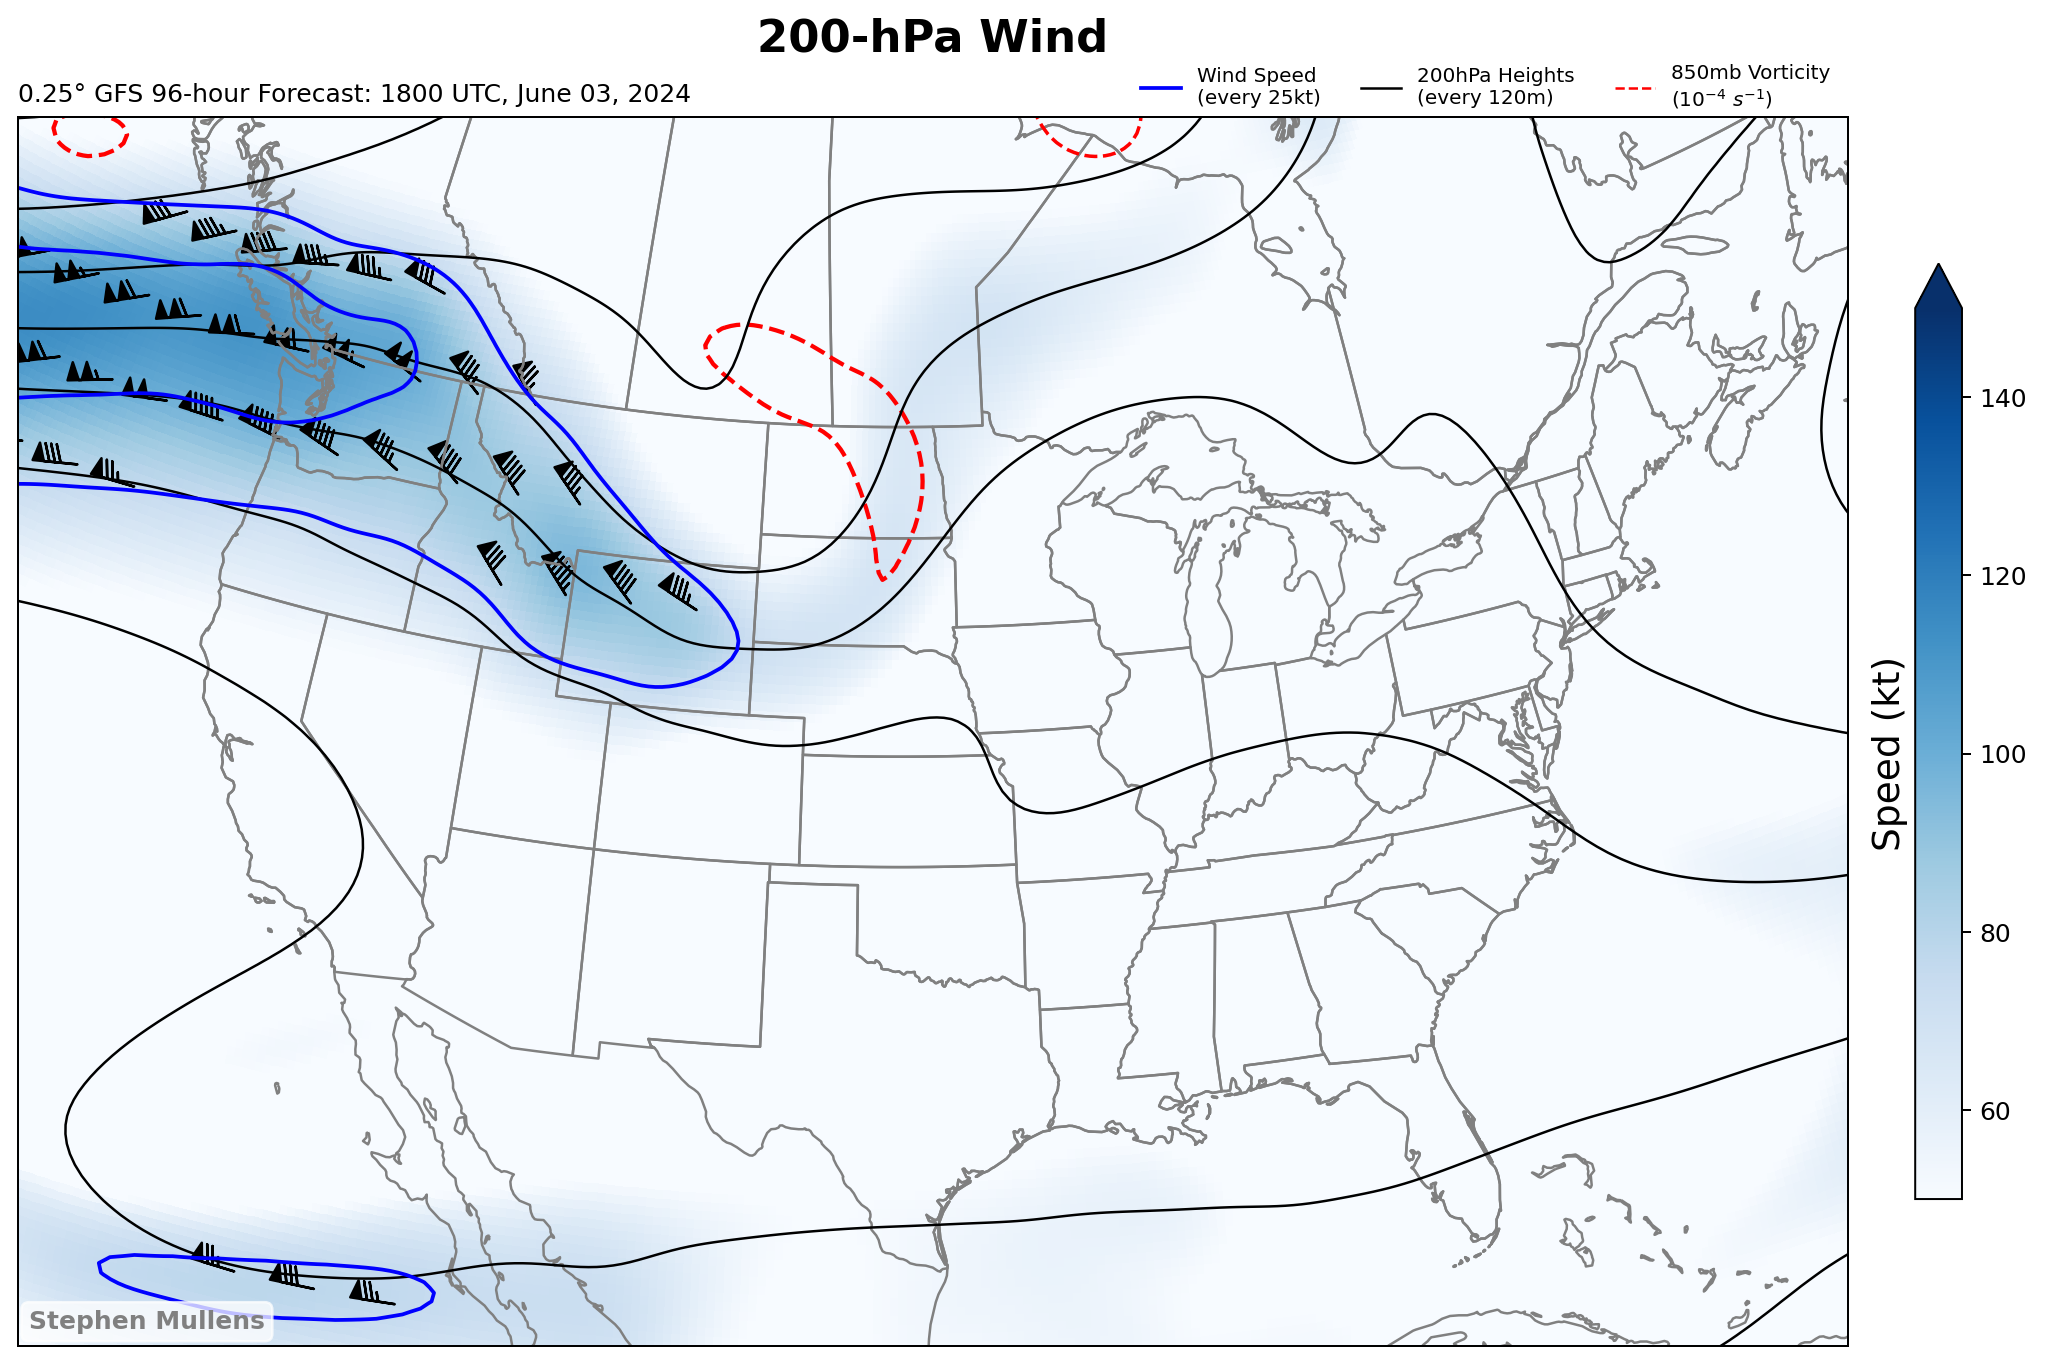 200-hPa Wind
0.25° GFS 96-hour Forecast: 1800 UTC, June 03, 2024
Wind Speed
(every 25kt)
200hPa Heights
(every 120m)
850mb Vorticity
(10⁻⁴ s⁻¹)
140
120
100
80
60
Speed (kt)
Stephen Mullens